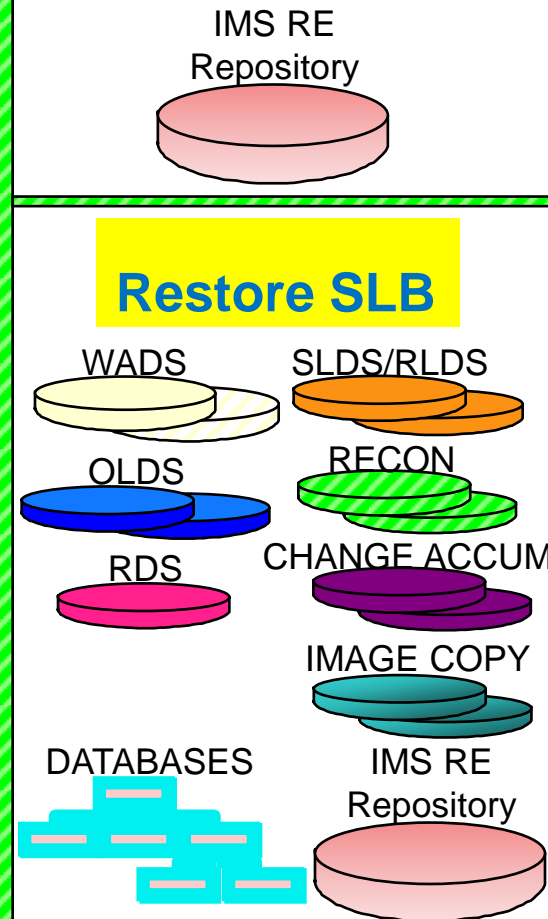 IMS RE
Repository
Restore SLB
WADS
SLDS/RLDS
OLDS
RECON
RDS
CHANGE ACCUM
IMAGE COPY
DATABASES
IMS RE
Repository